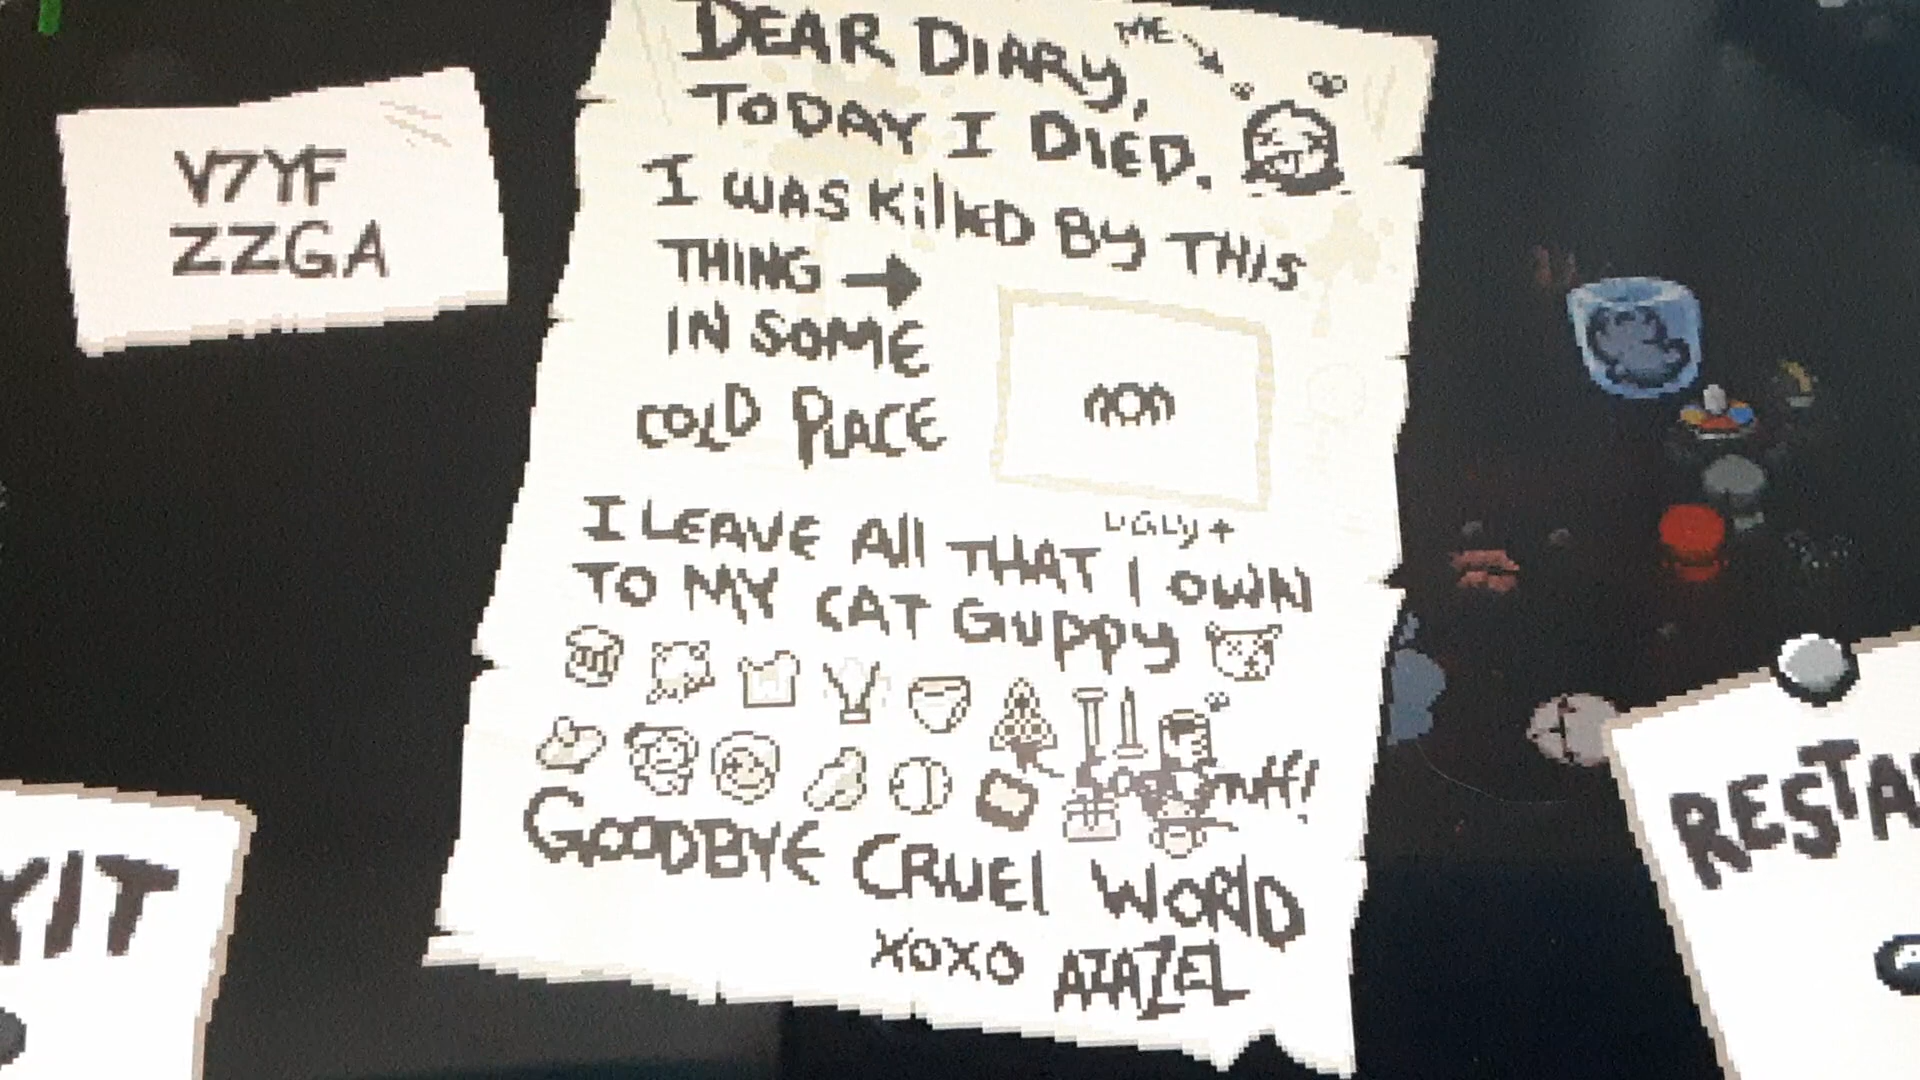 V7YF
ZZGA
DEAR DIARY,
ME
TODAY I DIED.
I WAS KILLED BY THIS
THING →
IN SOME
COLD PLACE
UGLY +
I LEAVE ALL THAT I OWN
TO MY CAT GUPPY
STUFF!
GOODBYE CRUEL WORLD
XOXO AZAZEL
XIT
RESTA